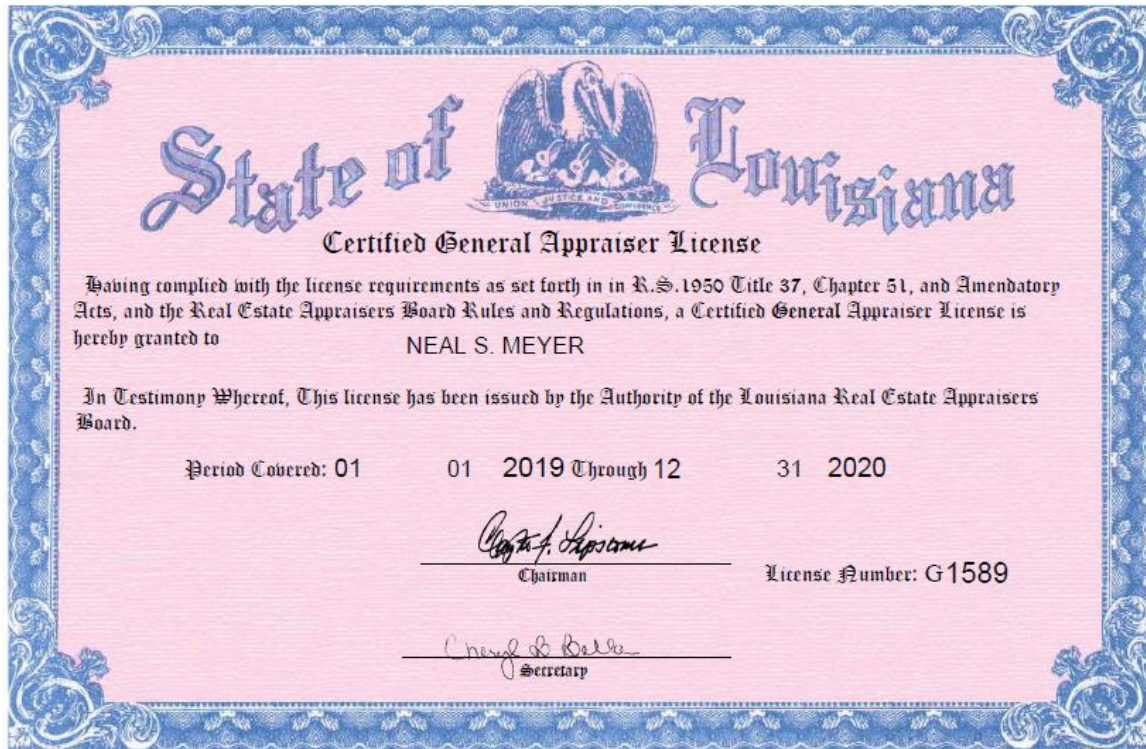 State of Louisiana
UNION JUSTICE AND CONFIDENCE
Certified General Appraiser License
Having complied with the license requirements as set forth in in R.S.1950 Title 37, Chapter 51, and Amendatory
Acts, and the Real Estate Appraisers Board Rules and Regulations, a Certified General Appraiser License is
hereby granted to NEAL S. MEYER
In Testimony Whereof, This license has been issued by the Authority of the Louisiana Real Estate Appraisers
Board.
Period Covered: 01 01 2019 Through 12 31 2020
Chairman License Number: G1589
Cheryl B Bella
Secretary